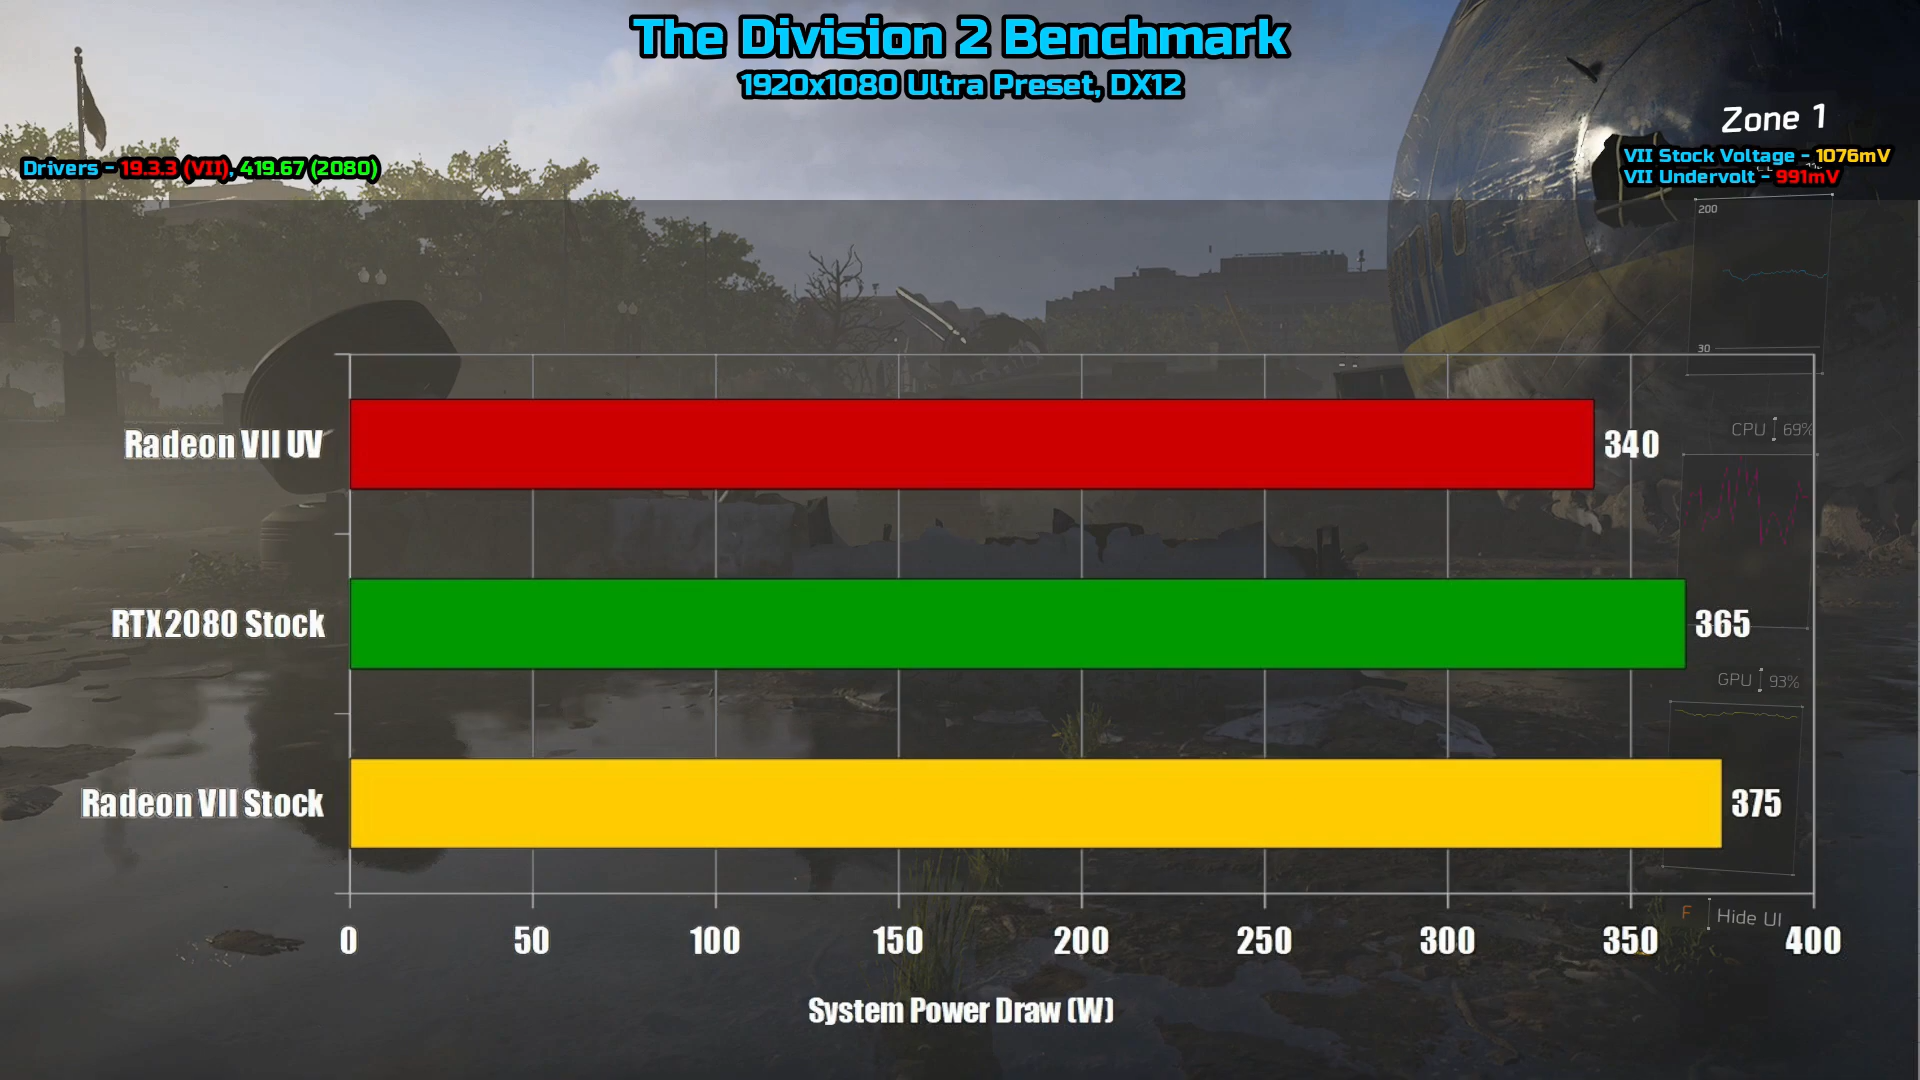 The Division 2 Benchmark
1920x1080 Ultra Preset, DX12
Zone 1
Drivers - 19.3.3 (VII), 419.67 (2080)
VII Stock Voltage - 1076mV
VII Undervolt - 991mV
200
30
CPU 69%
Radeon VII UV
340
RTX2080 Stock
365
GPU 93%
Radeon VII Stock
375
F Hide UI
0 50 100 150 200 250 300 350 400
System Power Draw (W)